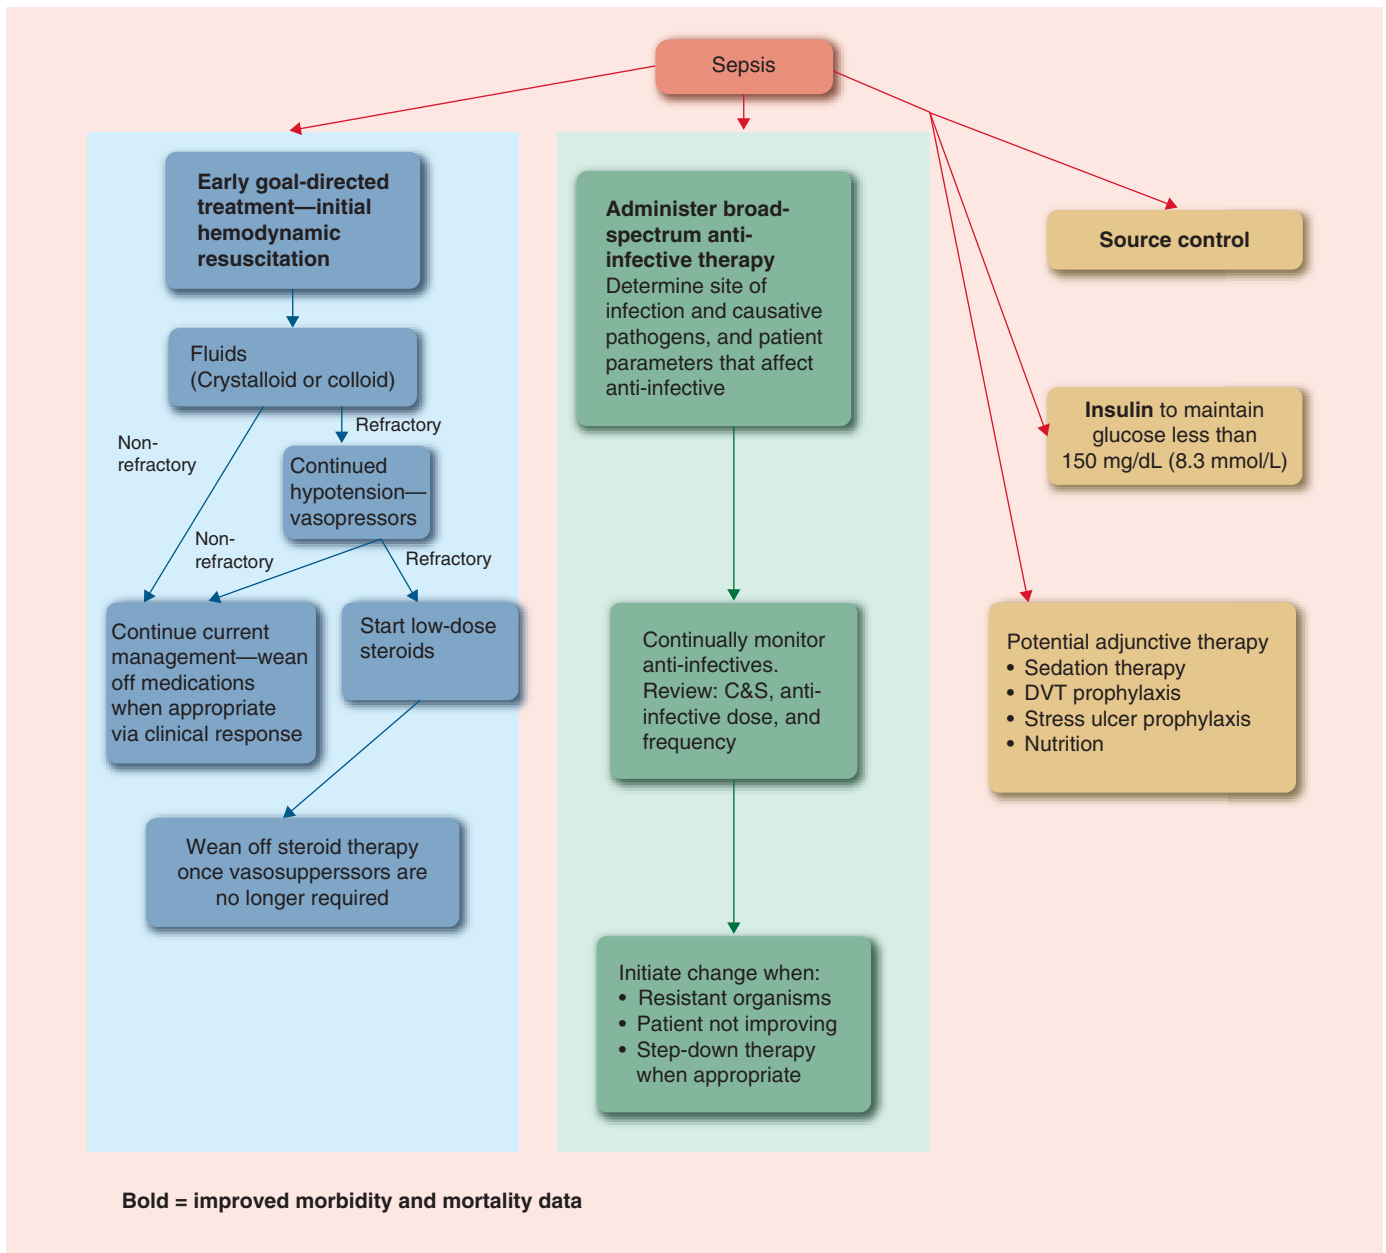 Sepsis
Early goal-directed
treatment—initial
hemodynamic
resuscitation
Fluids
(Crystalloid or colloid)
Non-
refractory
Refractory
Continued
hypotension—
vasopressors
Non-
refractory
Refractory
Continue current
management—wean
off medications
when appropriate
via clinical response
Start low-dose
steroids
Wean off steroid therapy
once vasosupperssors are
no longer required
Administer broad-
spectrum anti-
infective therapy
Determine site of
infection and causative
pathogens, and patient
parameters that affect
anti-infective
Continually monitor
anti-infectives.
Review: C&S, anti-
infective dose, and
frequency
Initiate change when:
• Resistant organisms
• Patient not improving
• Step-down therapy
when appropriate
Source control
Insulin to maintain
glucose less than
150 mg/dL (8.3 mmol/L)
Potential adjunctive therapy
• Sedation therapy
• DVT prophylaxis
• Stress ulcer prophylaxis
• Nutrition
Bold = improved morbidity and mortality data